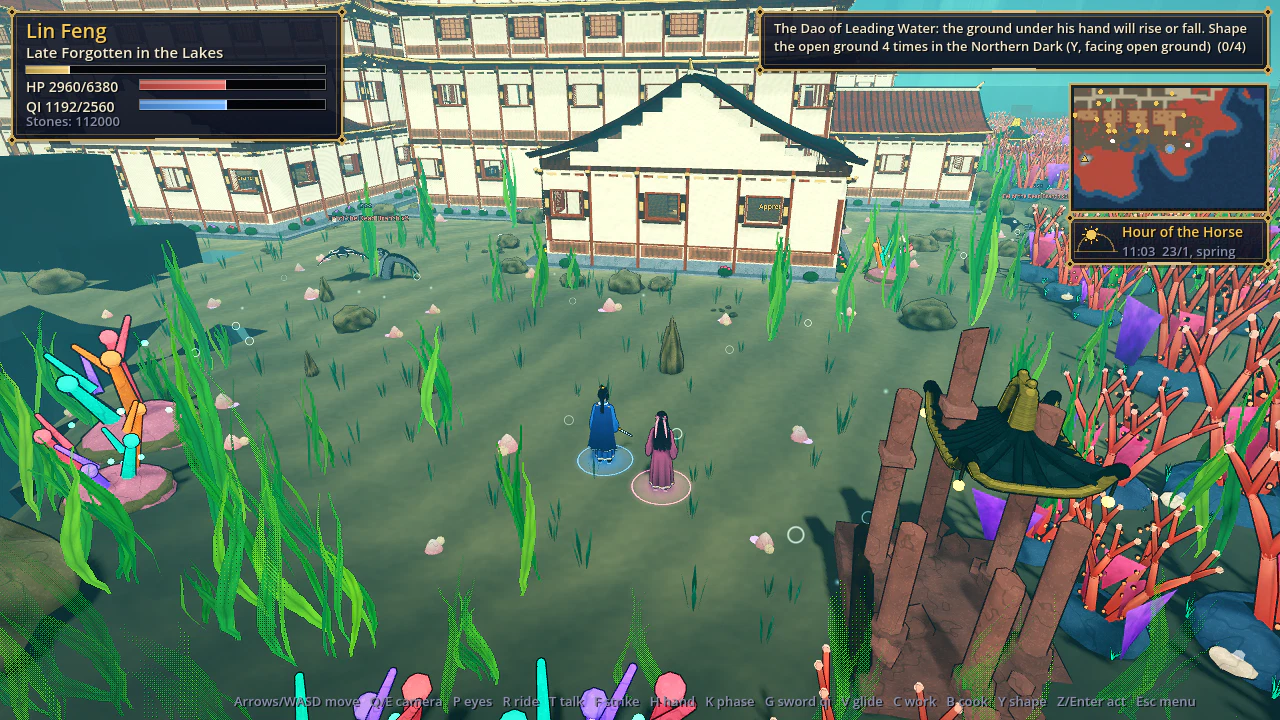 Lin Feng
Late Forgotten in the Lakes
HP 2960/6380
QI 1192/2560
Stones: 112000
The Dao of Leading Water: the ground under his hand will rise or fall. Shape
the open ground 4 times in the Northern Dark (Y, facing open ground) (0/4)
Hour of the Horse
11:03 23/1, spring
Arrows/WASD move Q/E camera P eyes R ride T talk F strike H hand K phase G sword qi V glide C work B cook Y shape Z/Enter act Esc menu